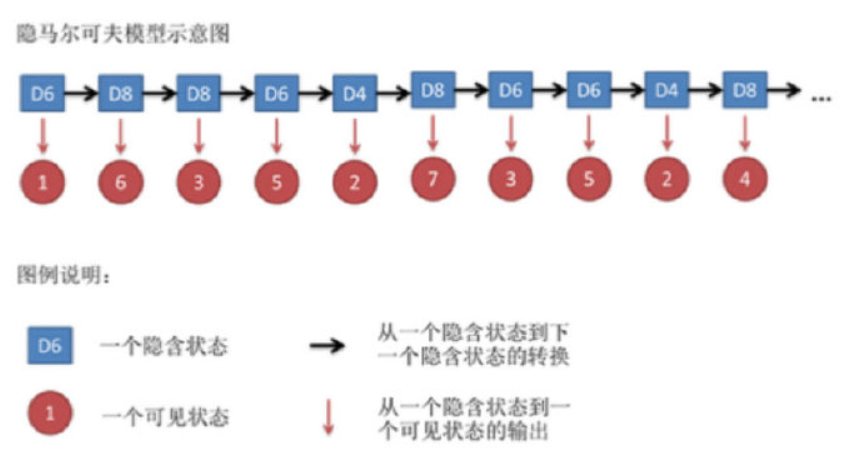 隐马尔可夫模型示意图
D6 D8 D8 D6 D4 D8 D6 D6 D4 D8 ...
1 6 3 5 2 7 3 5 2 4
图例说明：
D6 一个隐含状态
从一个隐含状态到下
一个隐含状态的转换
1 一个可见状态
从一个隐含状态到一
个可见状态的输出